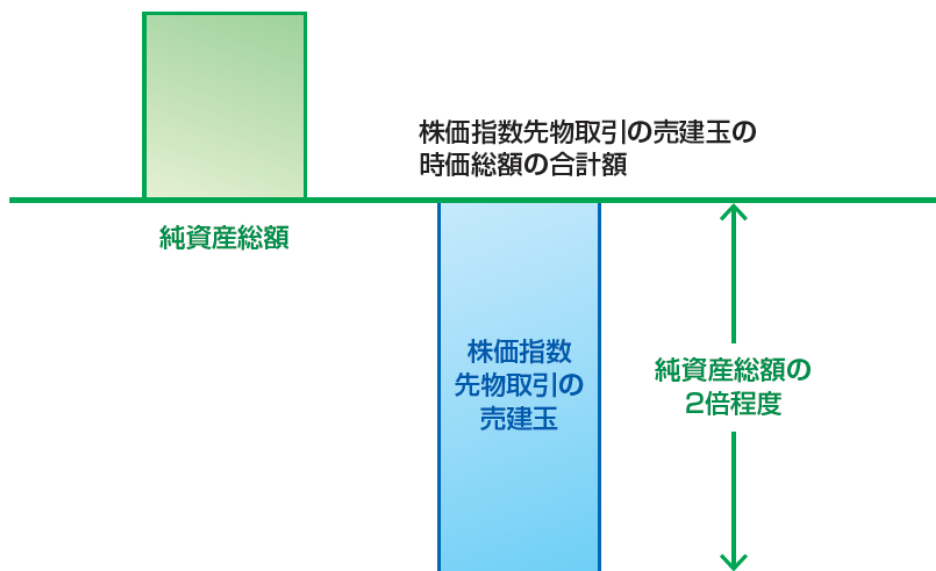 株価指数先物取引の売建玉の
時価総額の合計額
純資産総額
株価指数
先物取引の
売建玉
純資産総額の
2倍程度